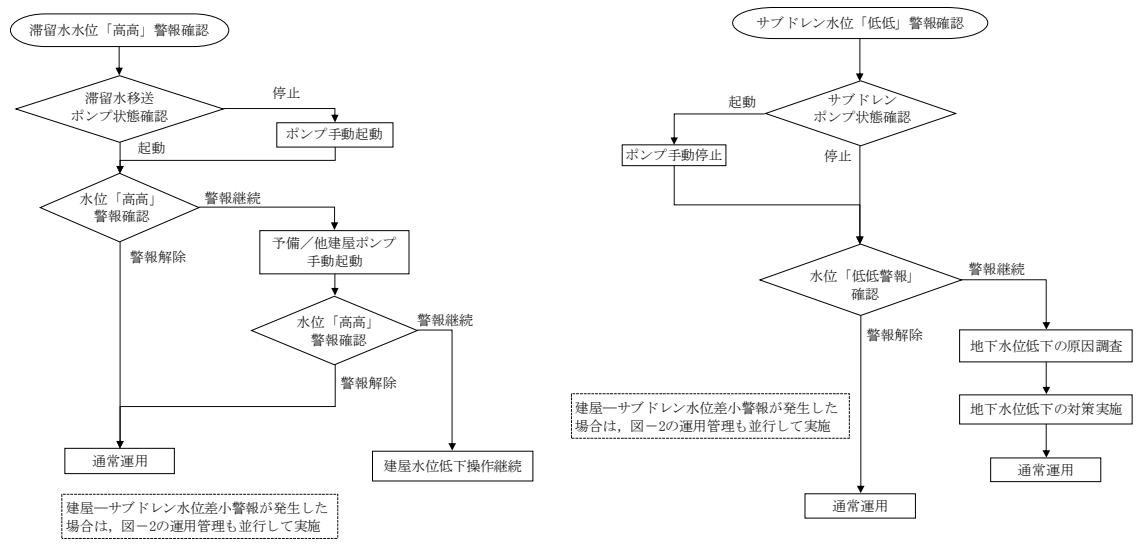 滞留水水位「高高」警報確認
滞留水移送
ポンプ状態確認
停止
ポンプ手動起動
起動
水位「高高」
警報確認
警報継続
予備／他建屋ポンプ
手動起動
警報解除
水位「高高」
警報確認
警報継続
警報解除
通常運用
建屋水位低下操作継続
建屋―サブドレン水位差小警報が発生した
場合は，図－2の運用管理も並行して実施
サブドレン水位「低低」警報確認
サブドレン
ポンプ状態確認
起動
ポンプ手動停止
停止
水位「低低警報」
確認
警報継続
警報解除
地下水位低下の原因調査
地下水位低下の対策実施
通常運用
建屋―サブドレン水位差小警報が発生した
場合は，図－2の運用管理も並行して実施
通常運用